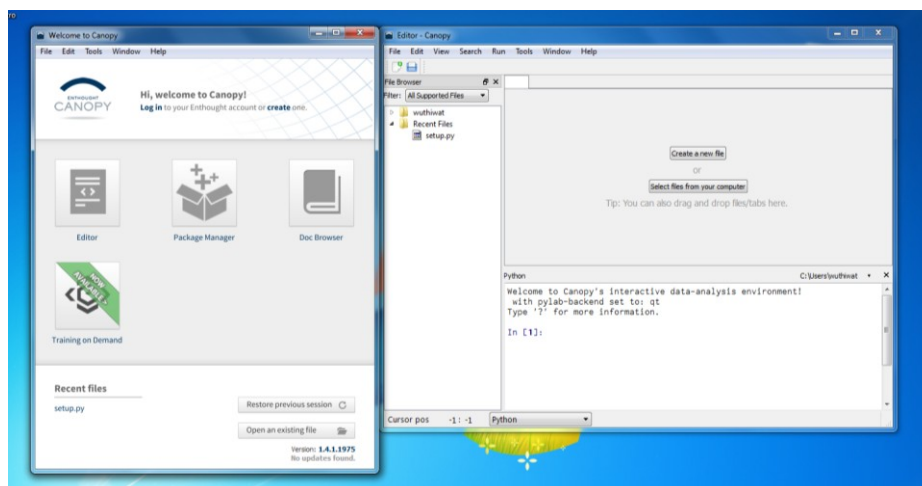 Welcome to Canopy
File Edit Tools Window Help
ENTHOUGHT
CANOPY
Hi, welcome to Canopy!
Log in to your Enthought account or create one.
Editor
Package Manager
Doc Browser
NOW AVAILABLE
Training on Demand
Recent files
setup.py
Restore previous session
Open an existing file
Version: 1.4.1.1975
No updates found.
Editor - Canopy
File Edit View Search Run Tools Window Help
File Browser
Filter: All Supported Files
wuthiwat
Recent Files
setup.py
Create a new file
or
Select files from your computer
Tip: You can also drag and drop files/tabs here.
Python C:\Users\wuthiwat
Welcome to Canopy's interactive data-analysis environment!
with pylab-backend set to: qt
Type '?' for more information.
In [1]:
Cursor pos -1 : -1 Python